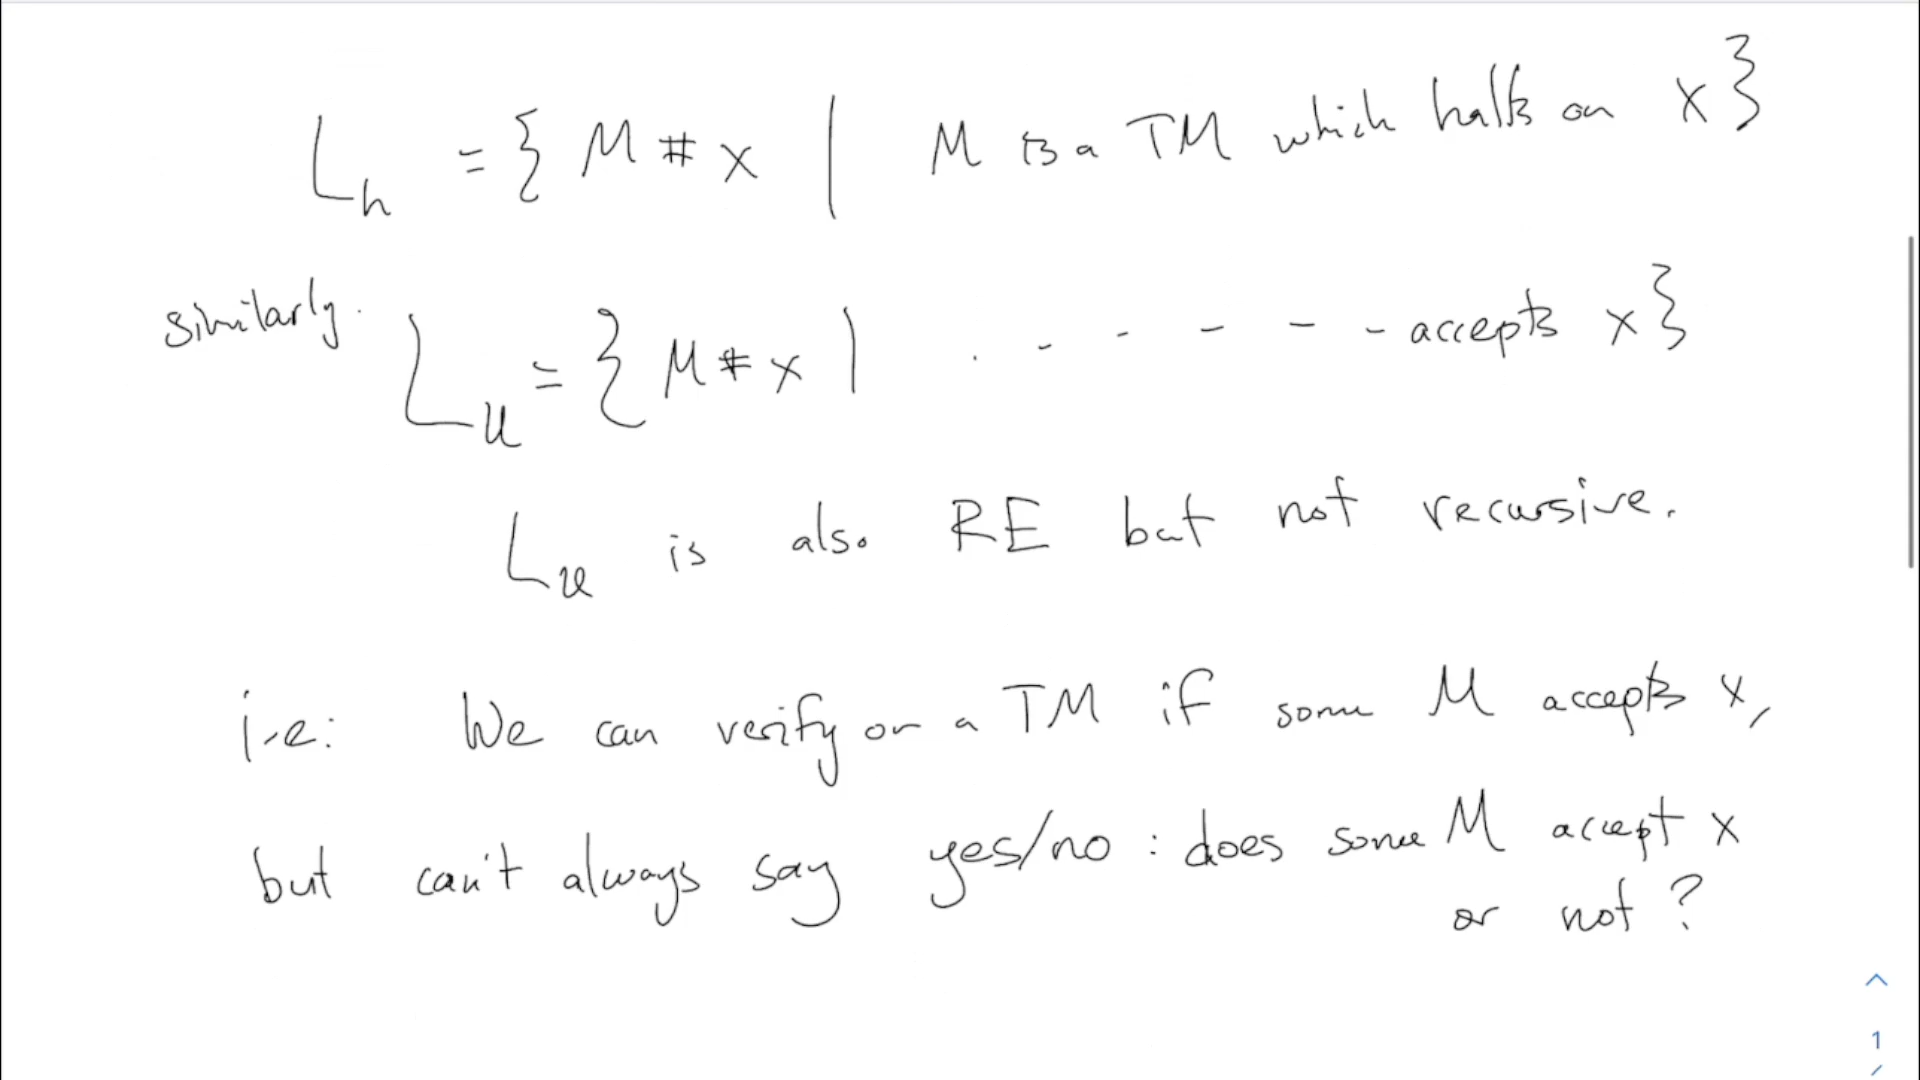 L_h = { M # x | M is a TM which halts on x }
similarly.
L_u = { M # x | . - - - - - accepts x }
L_u is also RE but not recursive.
i.e: We can verify on a TM if some M accepts x,
but can't always say yes/no : does some M accept x
or not ?
1